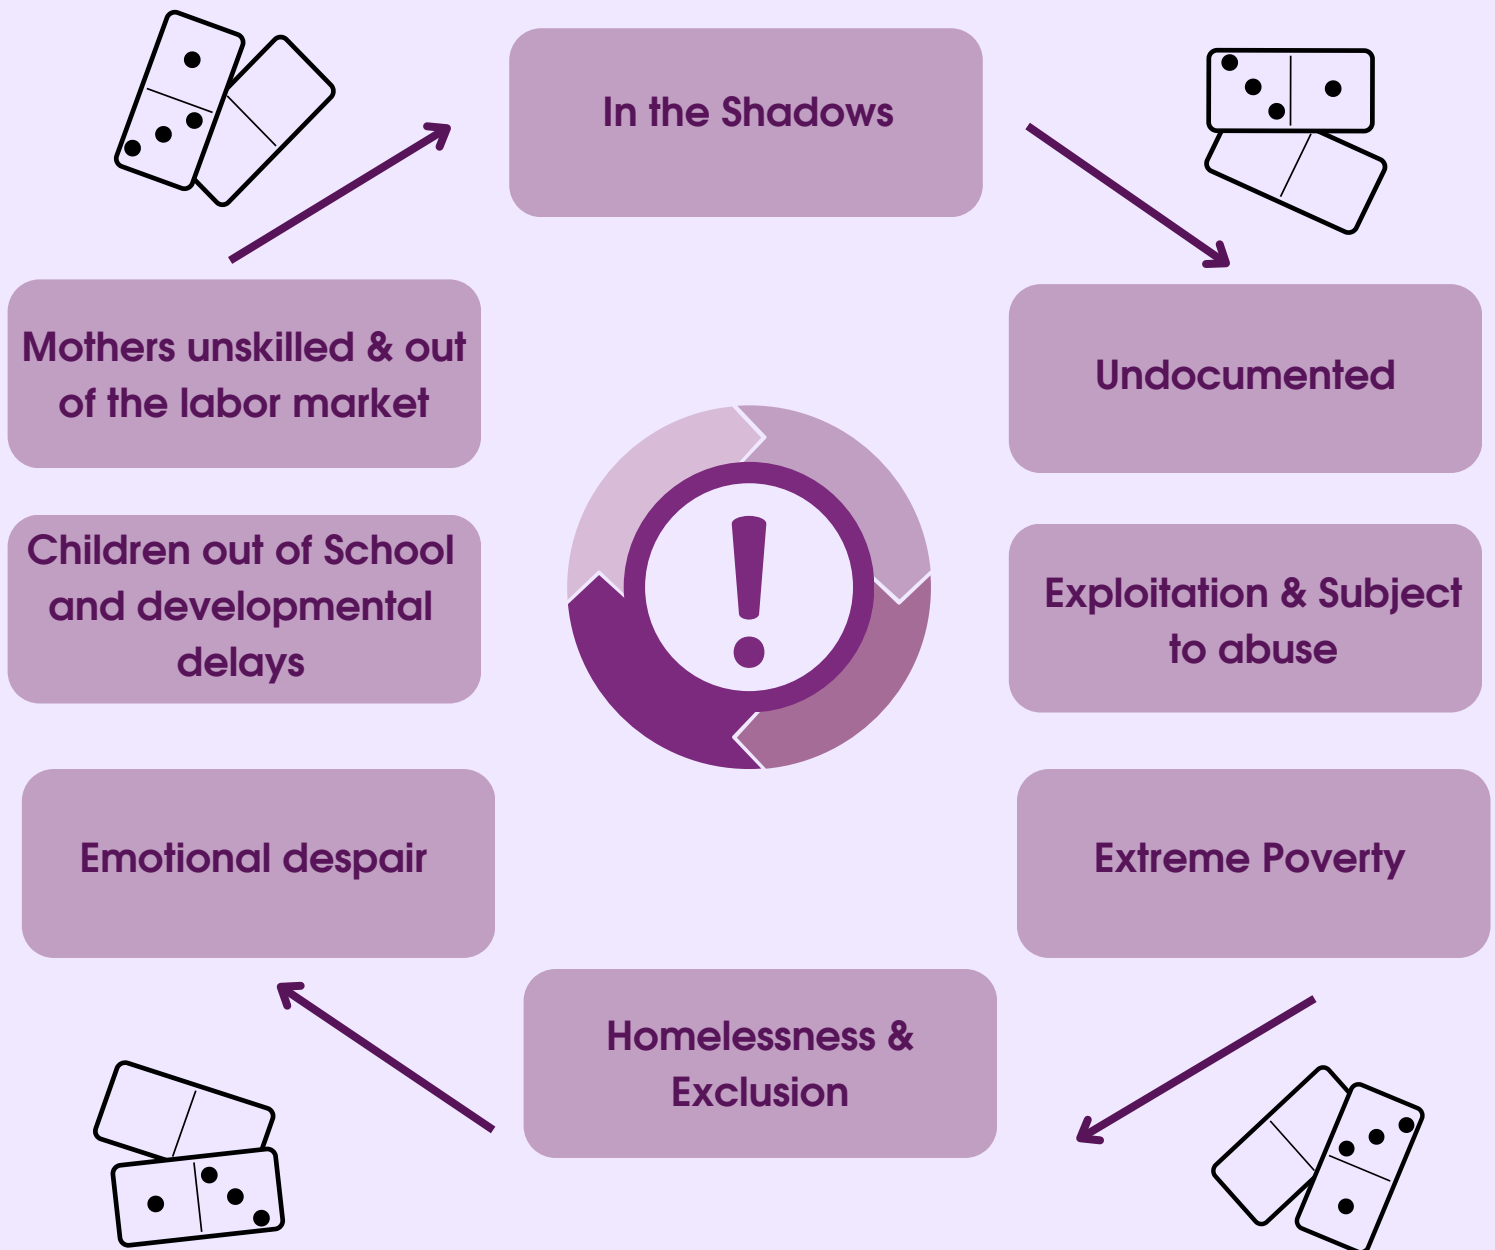 In the Shadows
Undocumented
Exploitation & Subject
to abuse
Extreme Poverty
Homelessness &
Exclusion
Emotional despair
Children out of School
and developmental
delays
Mothers unskilled & out
of the labor market
!